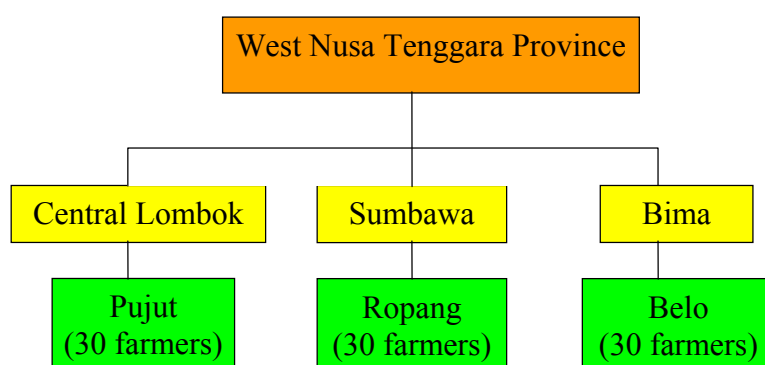 West Nusa Tenggara Province
Central Lombok
Sumbawa
Bima
Pujut
(30 farmers)
Ropang
(30 farmers)
Belo
(30 farmers)